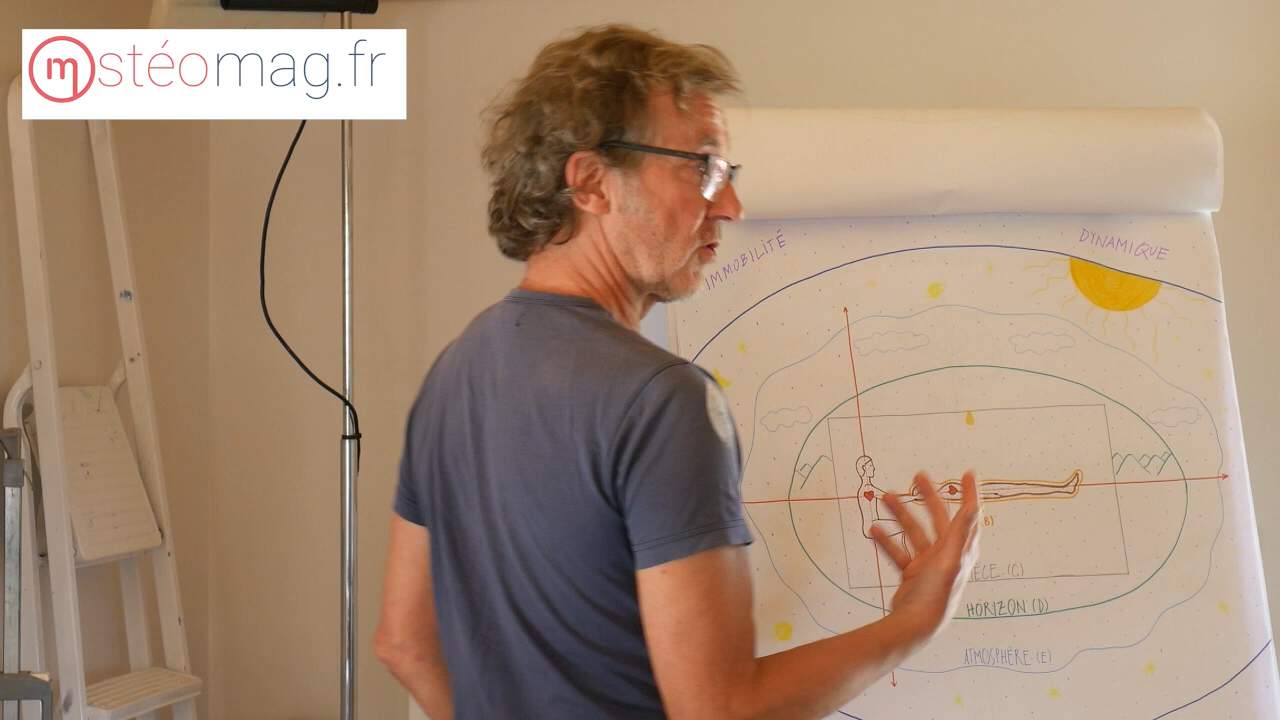 ostéomag.fr
IMMOBILITÉ
DYNAMIQUE
B)
(C)
HORIZON (D)
ATMOSPHÈRE (E)